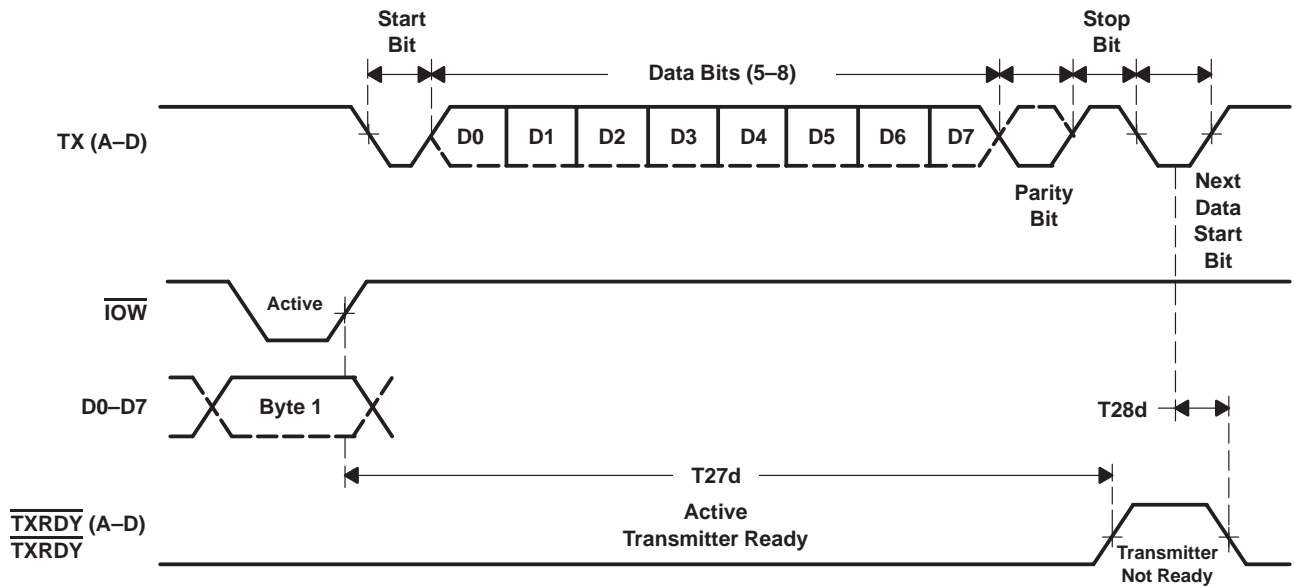 Start
Bit
Data Bits (5–8)
Stop
Bit
TX (A–D)
D0
D1
D2
D3
D4
D5
D6
D7
Parity
Bit
Next
Data
Start
Bit
IOW
Active
D0–D7
Byte 1
T28d
T27d
TXRDY (A–D)
TXRDY
Active
Transmitter Ready
Transmitter
Not Ready